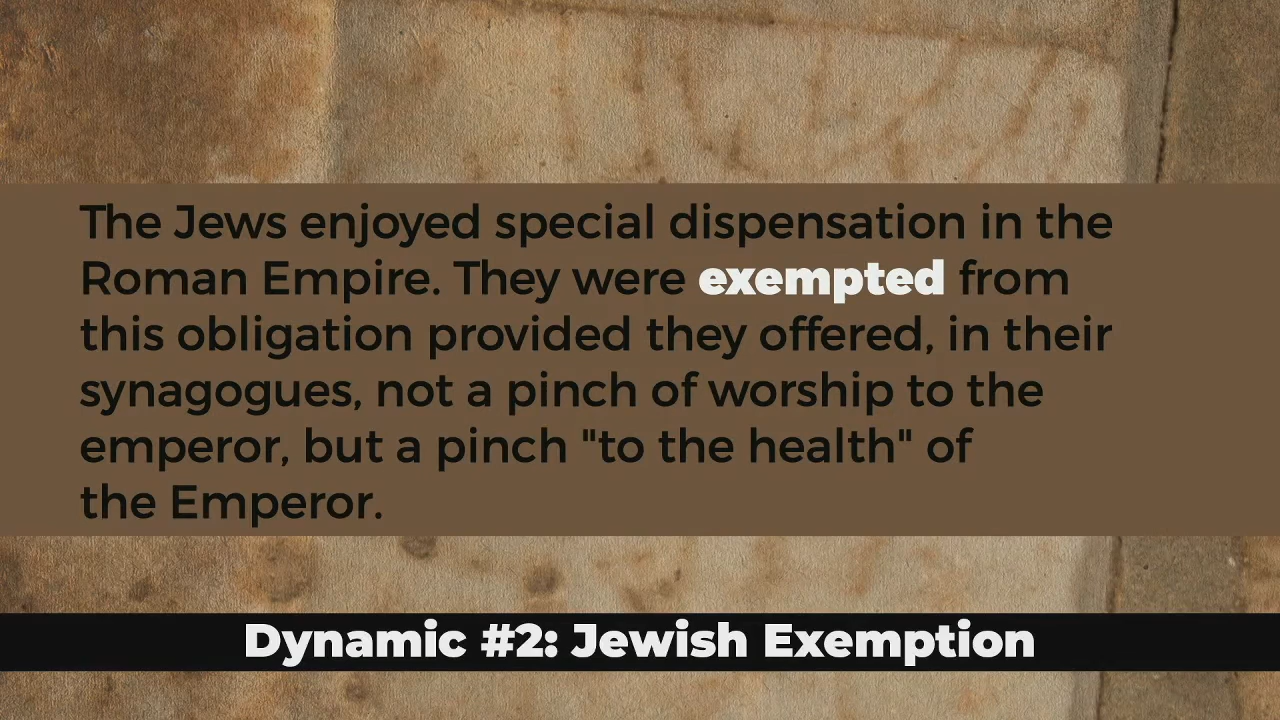 The Jews enjoyed special dispensation in the
Roman Empire. They were exempted from
this obligation provided they offered, in their
synagogues, not a pinch of worship to the
emperor, but a pinch "to the health" of
the Emperor.
Dynamic #2: Jewish Exemption